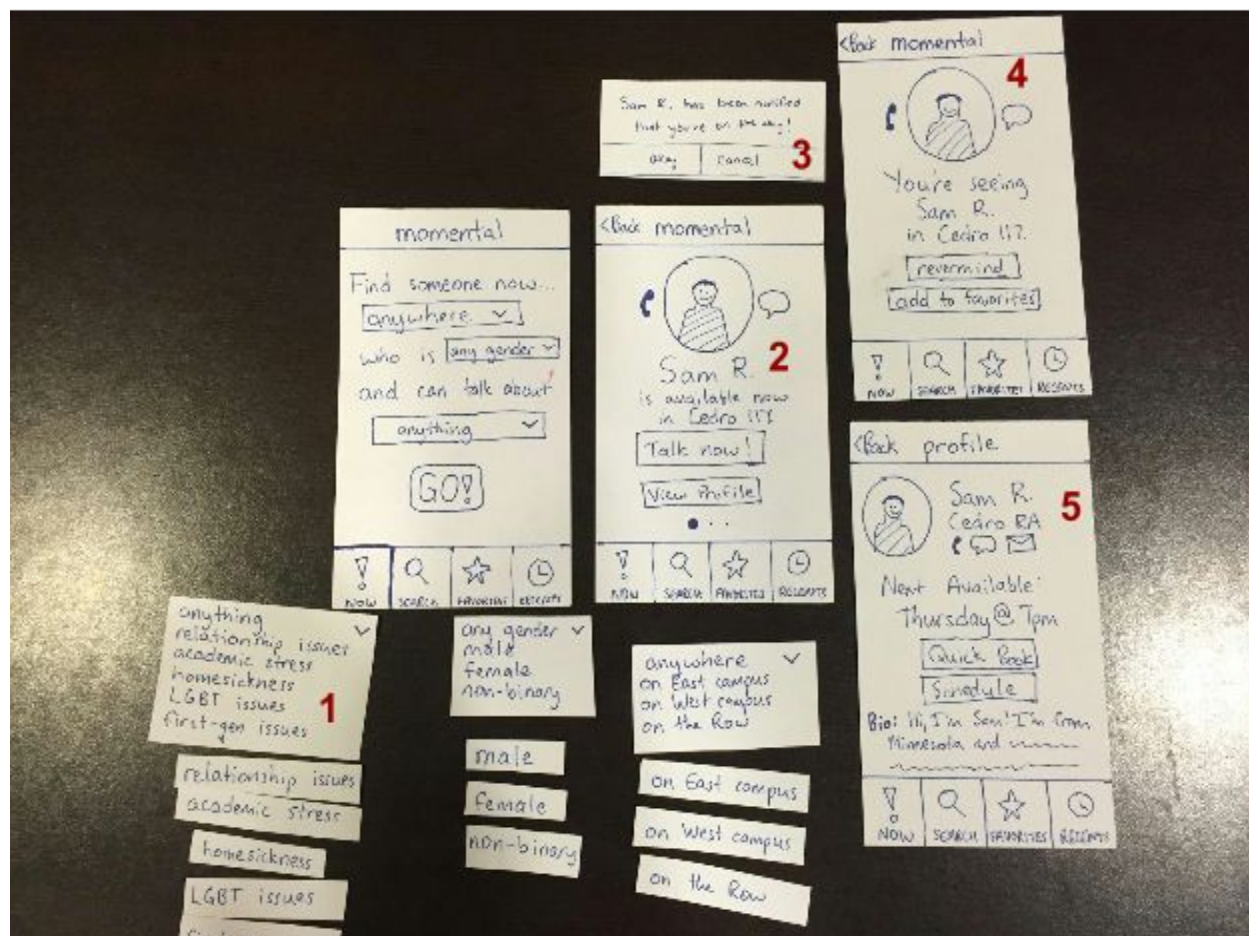 momental
Find someone now...
anywhere
who is any gender
and can talk about
anything
GO!
NOW SEARCH FAVORITES RECENTS
1
anything
relationship issues
academic stress
homesickness
LGBT issues
first-gen issues
relationship issues
academic stress
homesickness
LGBT issues
any gender
male
female
non-binary
male
female
non-binary
anywhere
on East campus
on West campus
on the Row
on East campus
on West campus
on the Row
<Back momental
2
Sam R.
is available now
in Cedro 117
Talk now!
View Profile
NOW SEARCH FAVORITES RECENTS
3
Sam R. has been notified
that you're on the way!
okay cancel
4
<Back momental
You're seeing
Sam R.
in Cedro 117.
nevermind
add to favorites
NOW SEARCH FAVORITES RECENTS
5
<Back profile
Sam R.
Cedro RA
Next Available:
Thursday @ 7pm
Quick Book
Schedule
Bio: Hi, I'm Sam! I'm from
Minnesota and
NOW SEARCH FAVORITES RECENTS